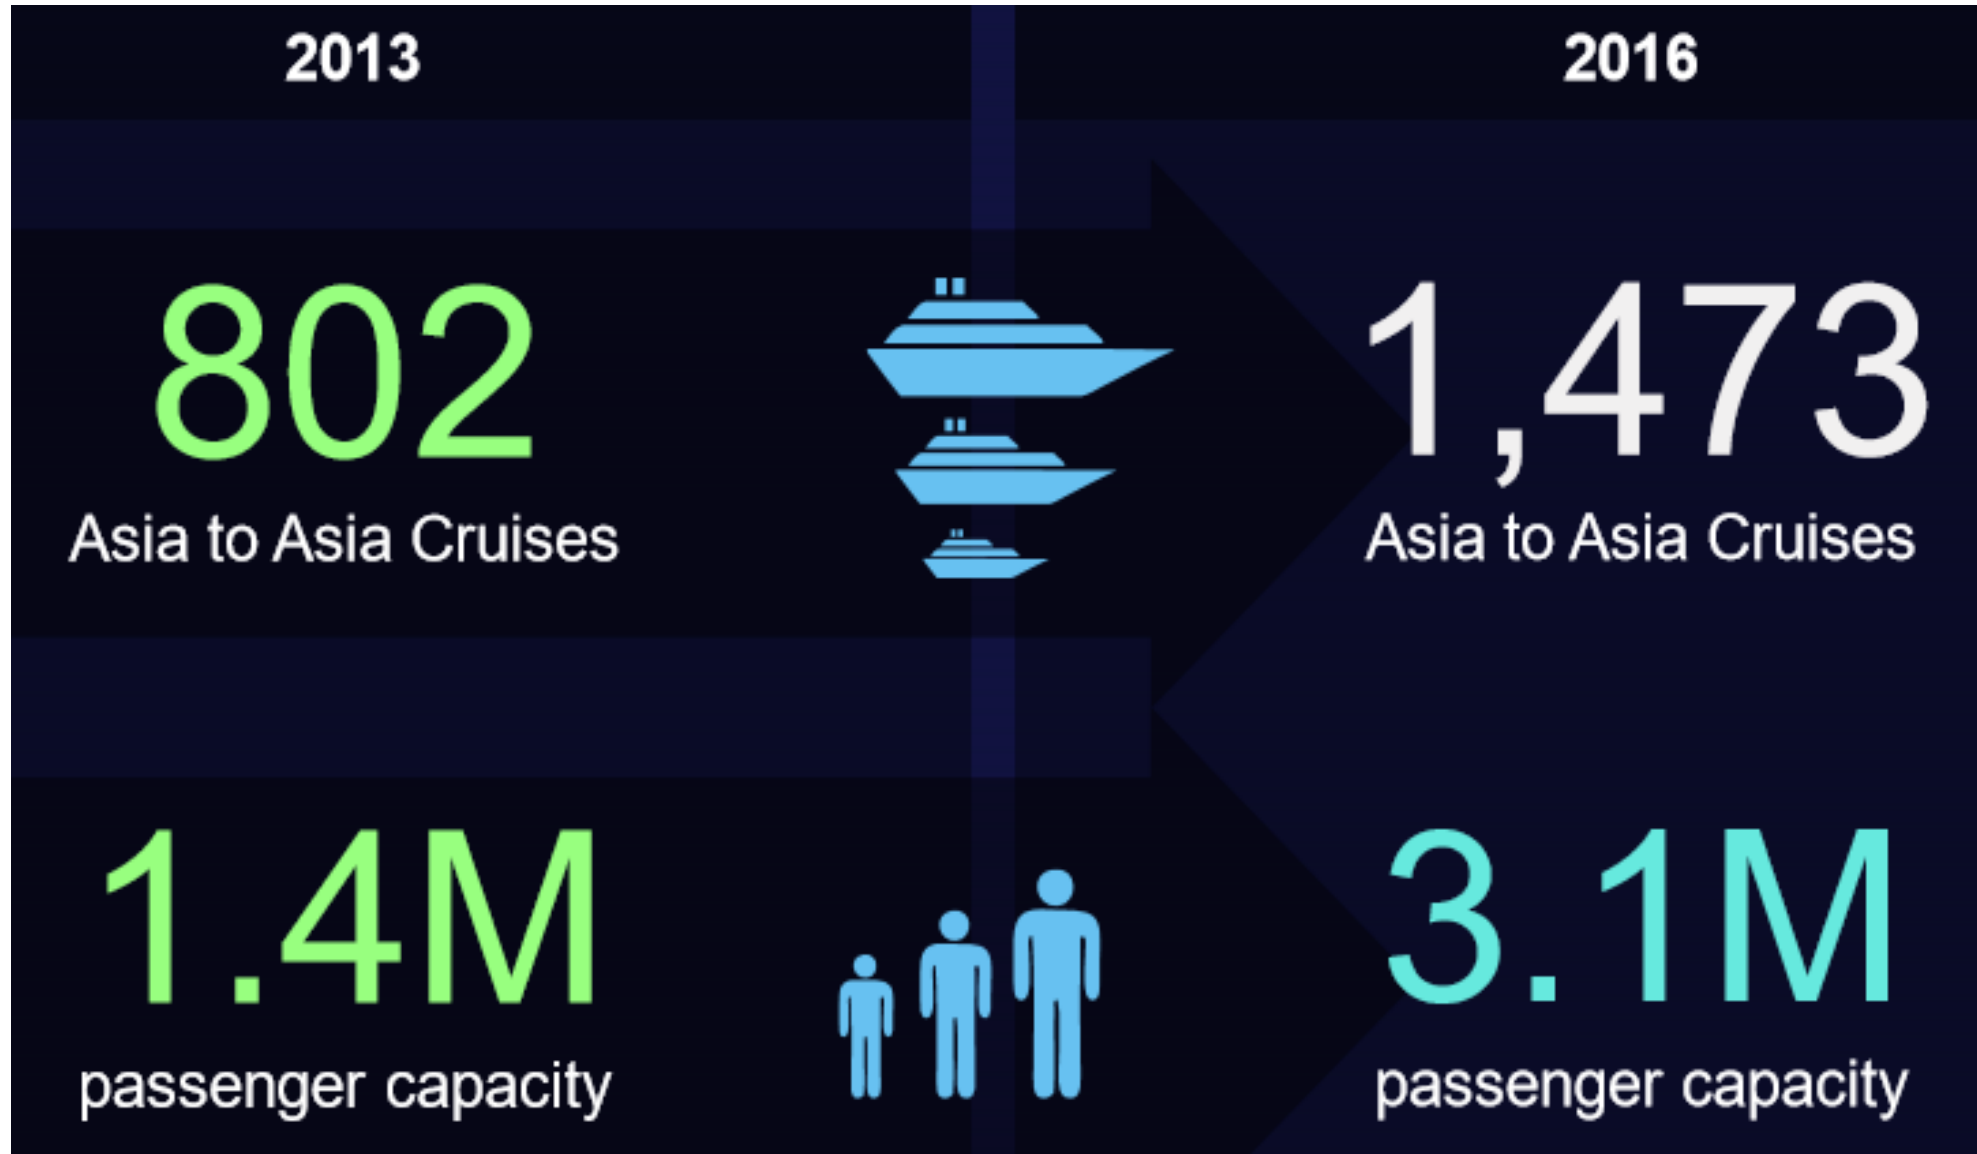 2013
2016
802
1,473
Asia to Asia Cruises
Asia to Asia Cruises
1.4M
3.1M
passenger capacity
passenger capacity